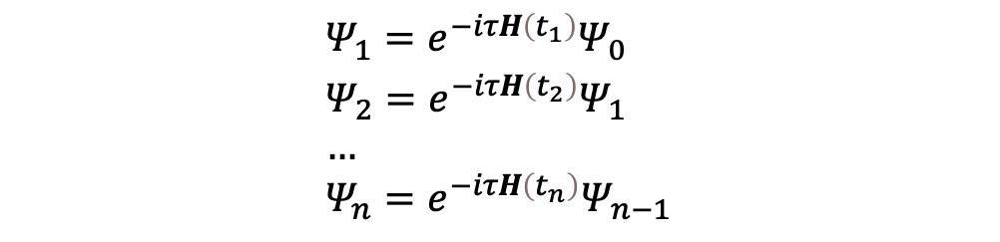 Ψ₁ = e^{−iτH(t₁)}Ψ₀
Ψ₂ = e^{−iτH(t₂)}Ψ₁
...
Ψₙ = e^{−iτH(tₙ)}Ψₙ₋₁